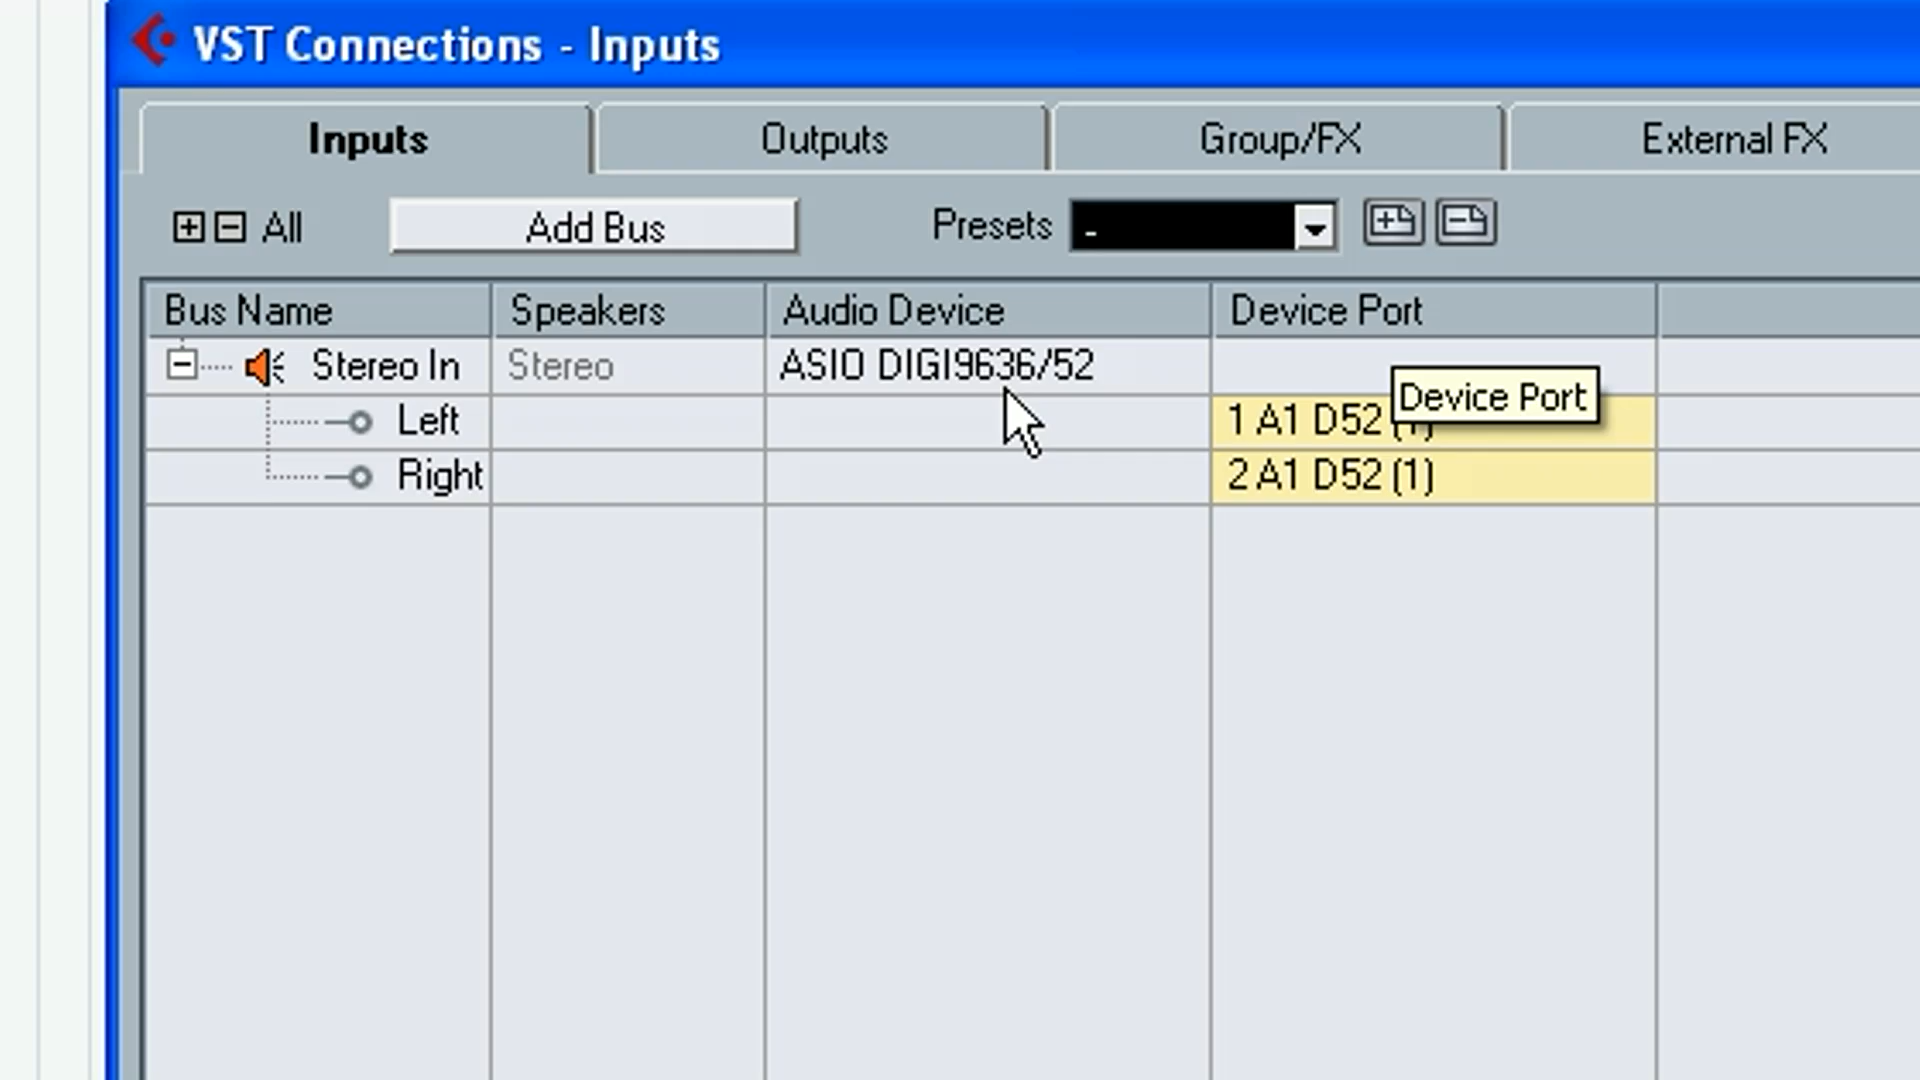 VST Connections - Inputs
Inputs Outputs Group/FX External FX
All Add Bus Presets -
Bus Name Speakers Audio Device Device Port
Stereo In Stereo ASIO DIGI9636/52
Device Port
Left 1 A1 D52 (1)
Right 2 A1 D52 (1)